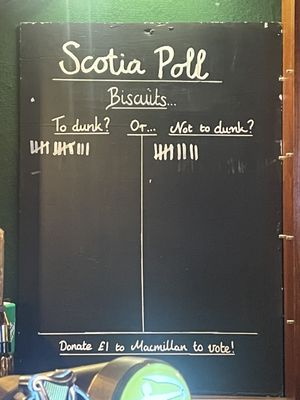 Scotia Poll
Biscuits...
To dunk? Or... Not to dunk?
Donate £1 to Macmillan to vote!